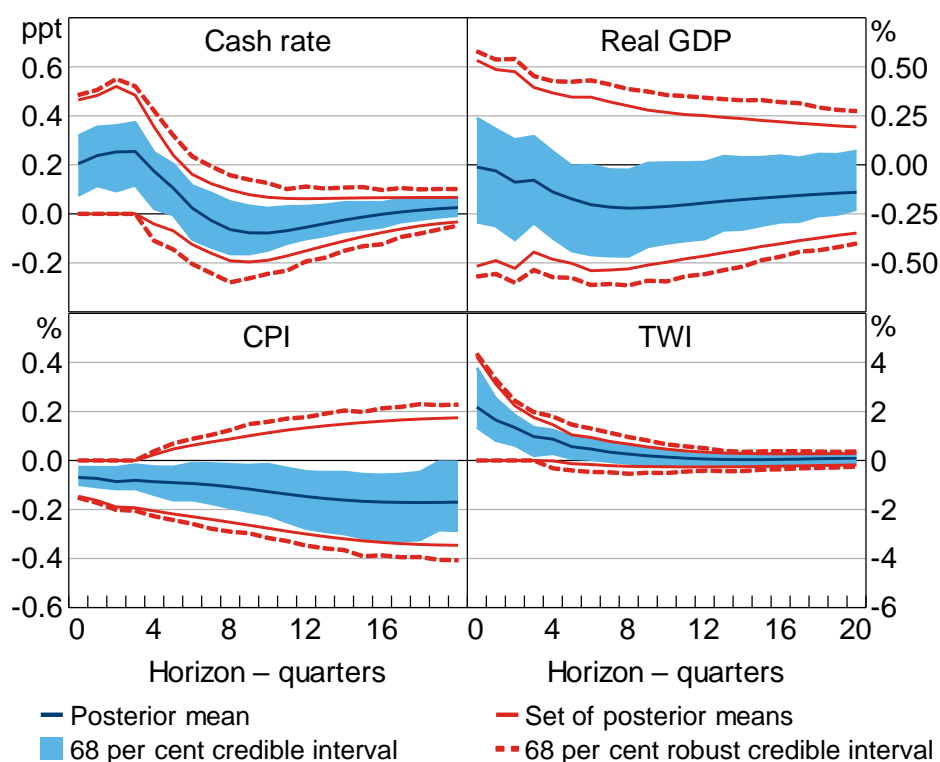 ppt
Cash rate
Real GDP
%
0.6
0.50
0.4
0.25
0.2
0.00
0.0
-0.25
-0.2
-0.50
%
CPI
TWI
%
0.4
4
0.2
2
0.0
0
-0.2
-2
-0.4
-4
-0.6
-6
0 4 8 12 16 0 4 8 12 16 20
Horizon – quarters
Horizon – quarters
Posterior mean
Set of posterior means
68 per cent credible interval
68 per cent robust credible interval